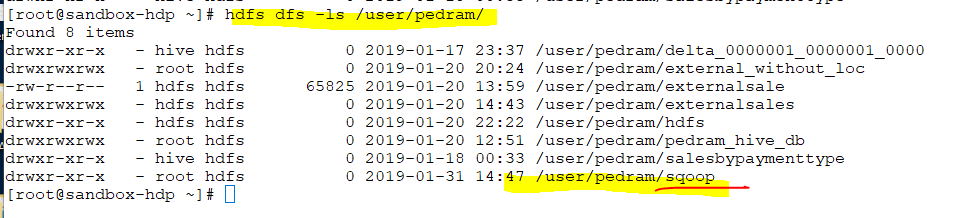 [root@sandbox-hdp ~]# hdfs dfs -ls /user/pedram/
Found 8 items
drwxr-xr-x   - hive hdfs          0 2019-01-17 23:37 /user/pedram/delta_0000001_0000001_0000
drwxrwxrwx   - root hdfs          0 2019-01-20 20:24 /user/pedram/external_without_loc
-rw-r--r--   1 hdfs hdfs      65825 2019-01-20 13:59 /user/pedram/externalsale
drwxrwxrwx   - hdfs hdfs          0 2019-01-20 14:43 /user/pedram/externalsales
drwxr-xr-x   - hdfs hdfs          0 2019-01-20 22:22 /user/pedram/hdfs
drwxrwxrwx   - root hdfs          0 2019-01-20 12:51 /user/pedram/pedram_hive_db
drwxr-xr-x   - hive hdfs          0 2019-01-18 00:33 /user/pedram/salesbypaymenttype
drwxr-xr-x   - root hdfs          0 2019-01-31 14:47 /user/pedram/sqoop
[root@sandbox-hdp ~]#